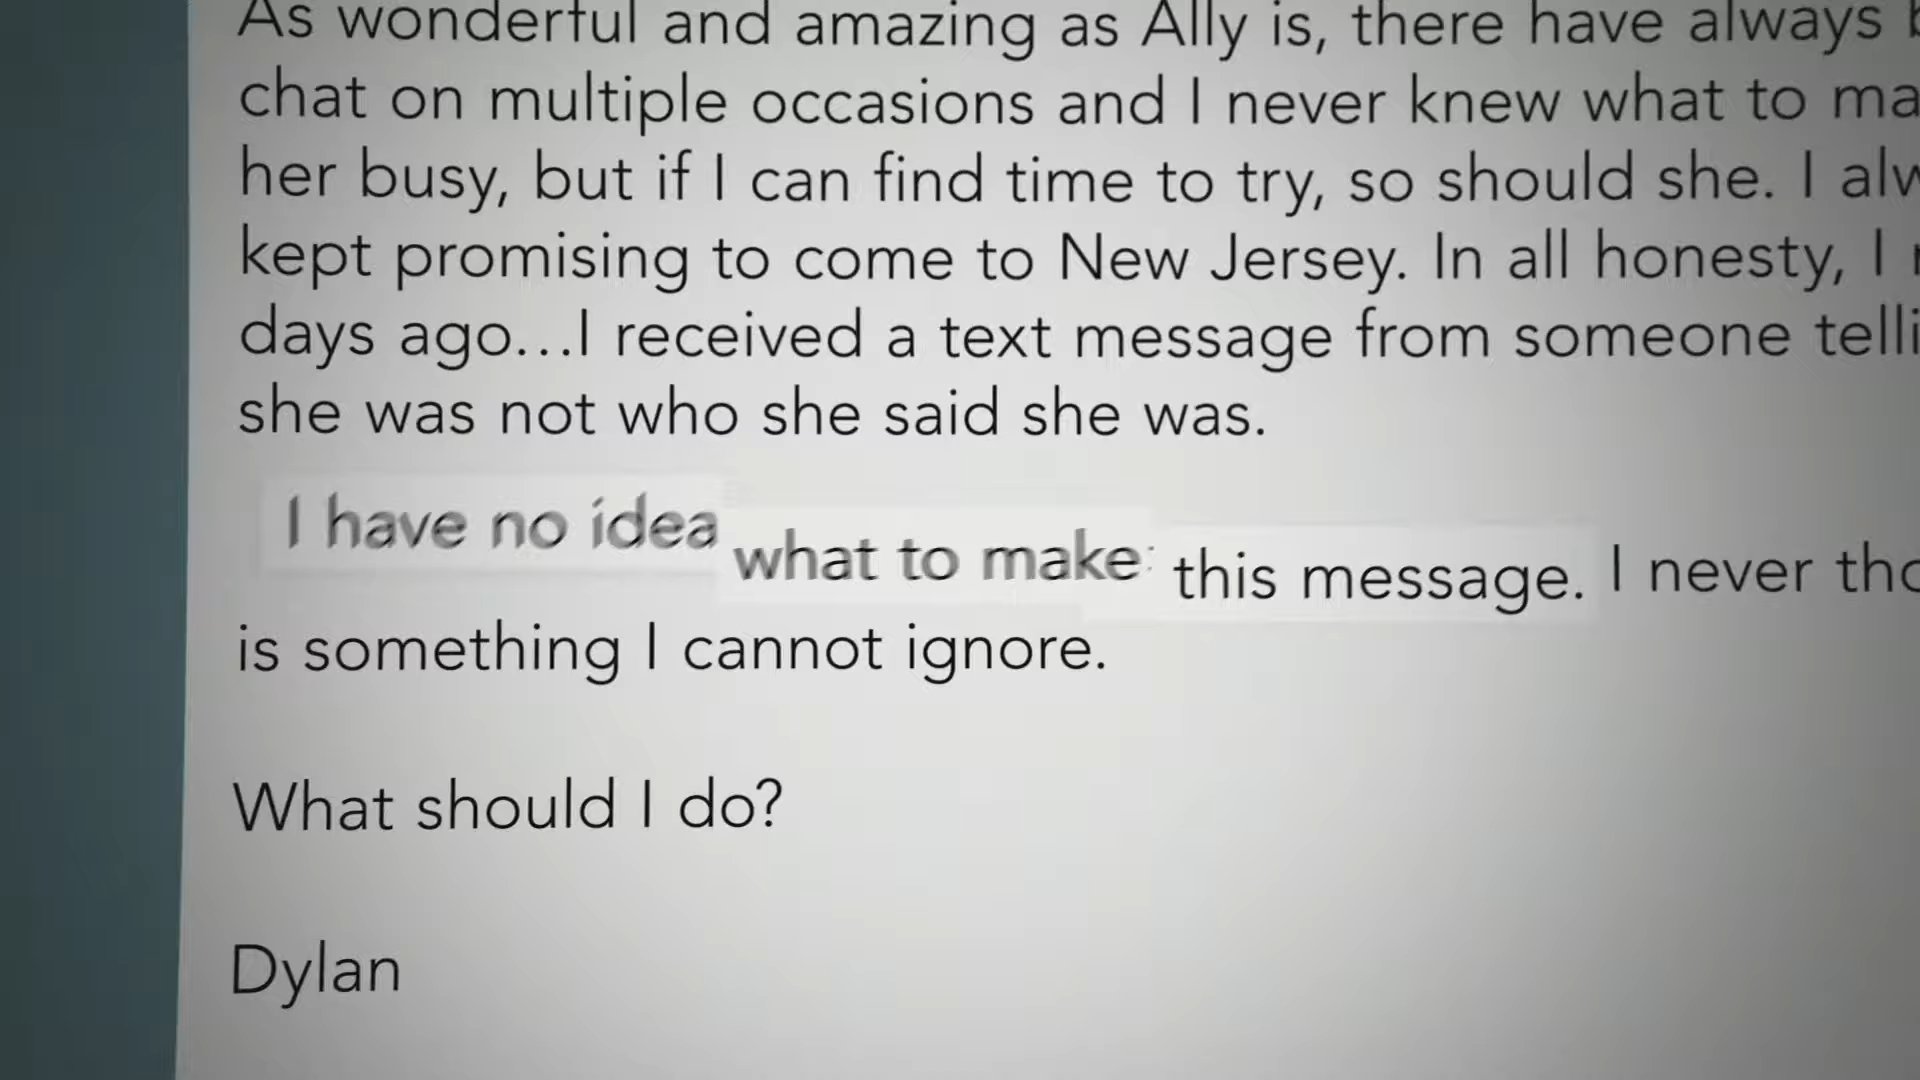 As wonderful and amazing as Ally is, there have always
chat on multiple occasions and I never knew what to ma
her busy, but if I can find time to try, so should she. I alw
kept promising to come to New Jersey. In all honesty, I
days ago...I received a text message from someone telli
she was not who she said she was.
I have no idea what to make this message. I never tho
is something I cannot ignore.
What should I do?
Dylan